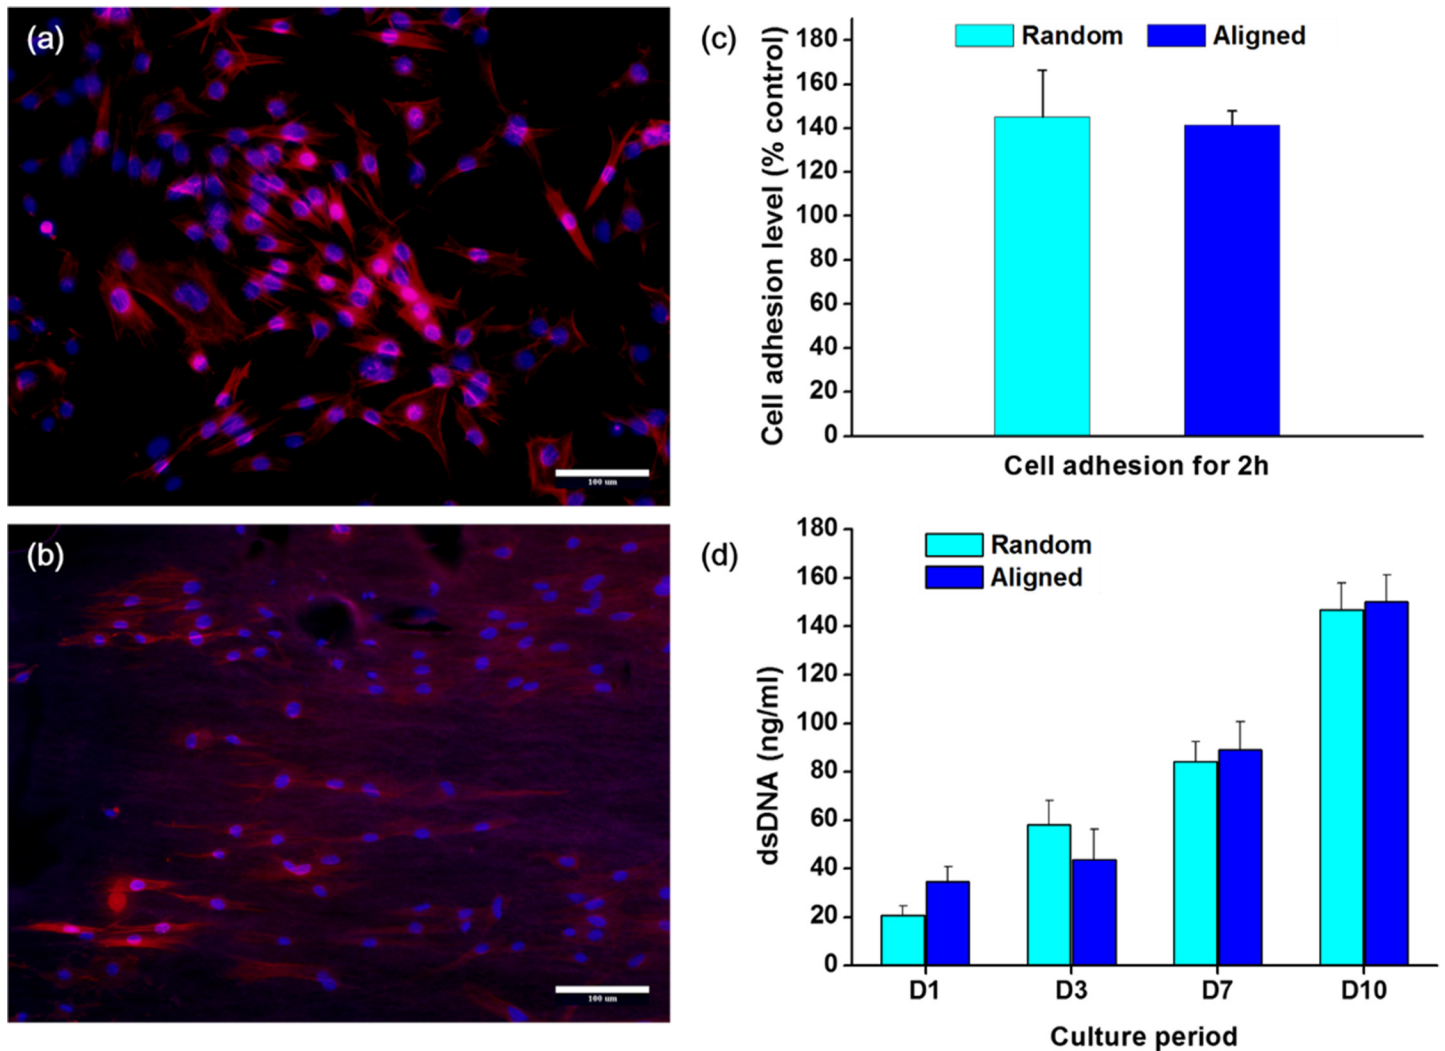 (a)
100 um
(b)
100 um
(c)
Random Aligned
Cell adhesion level (% control)
180
160
140
120
100
80
60
40
20
0
Cell adhesion for 2h
(d)
Random
Aligned
dsDNA (ng/ml)
180
160
140
120
100
80
60
40
20
0
D1 D3 D7 D10
Culture period